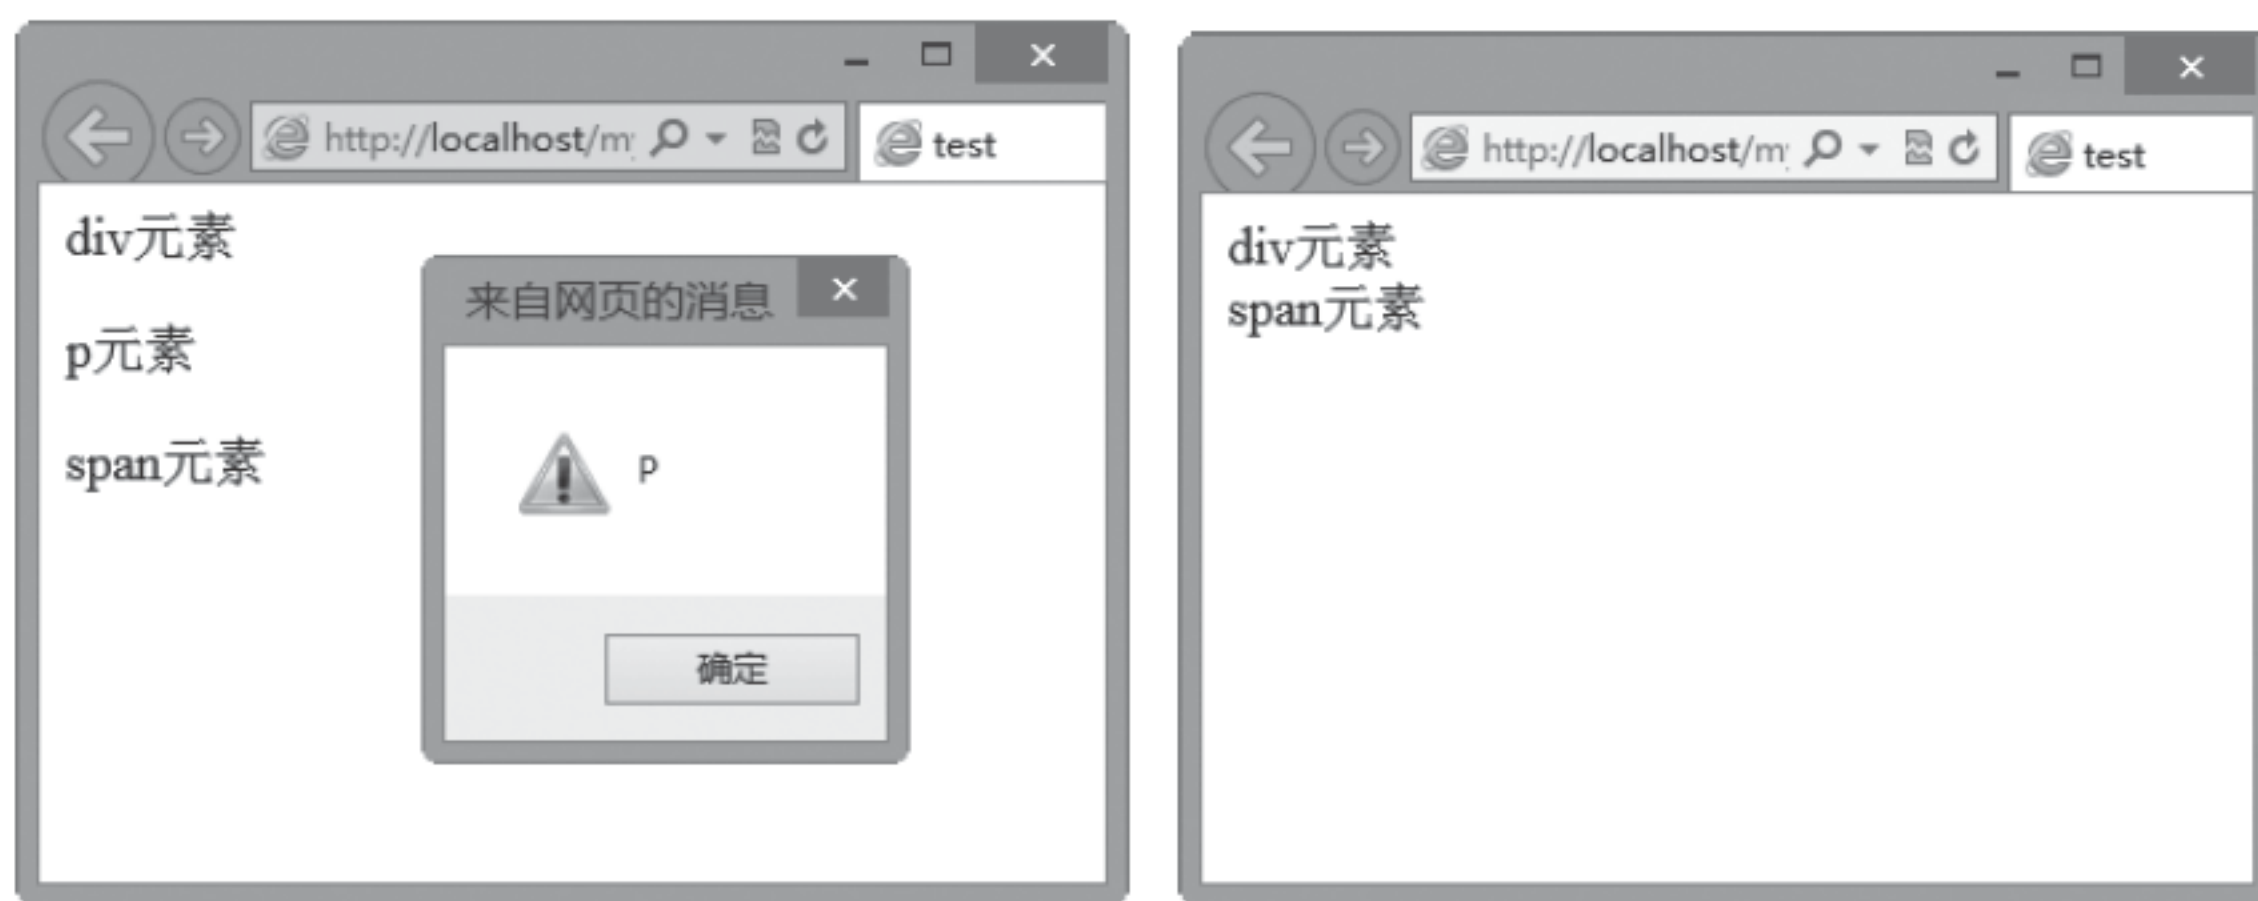 http://localhost/m
test
div元素
p元素
span元素
来自网页的消息
p
确定
http://localhost/m
test
div元素
span元素